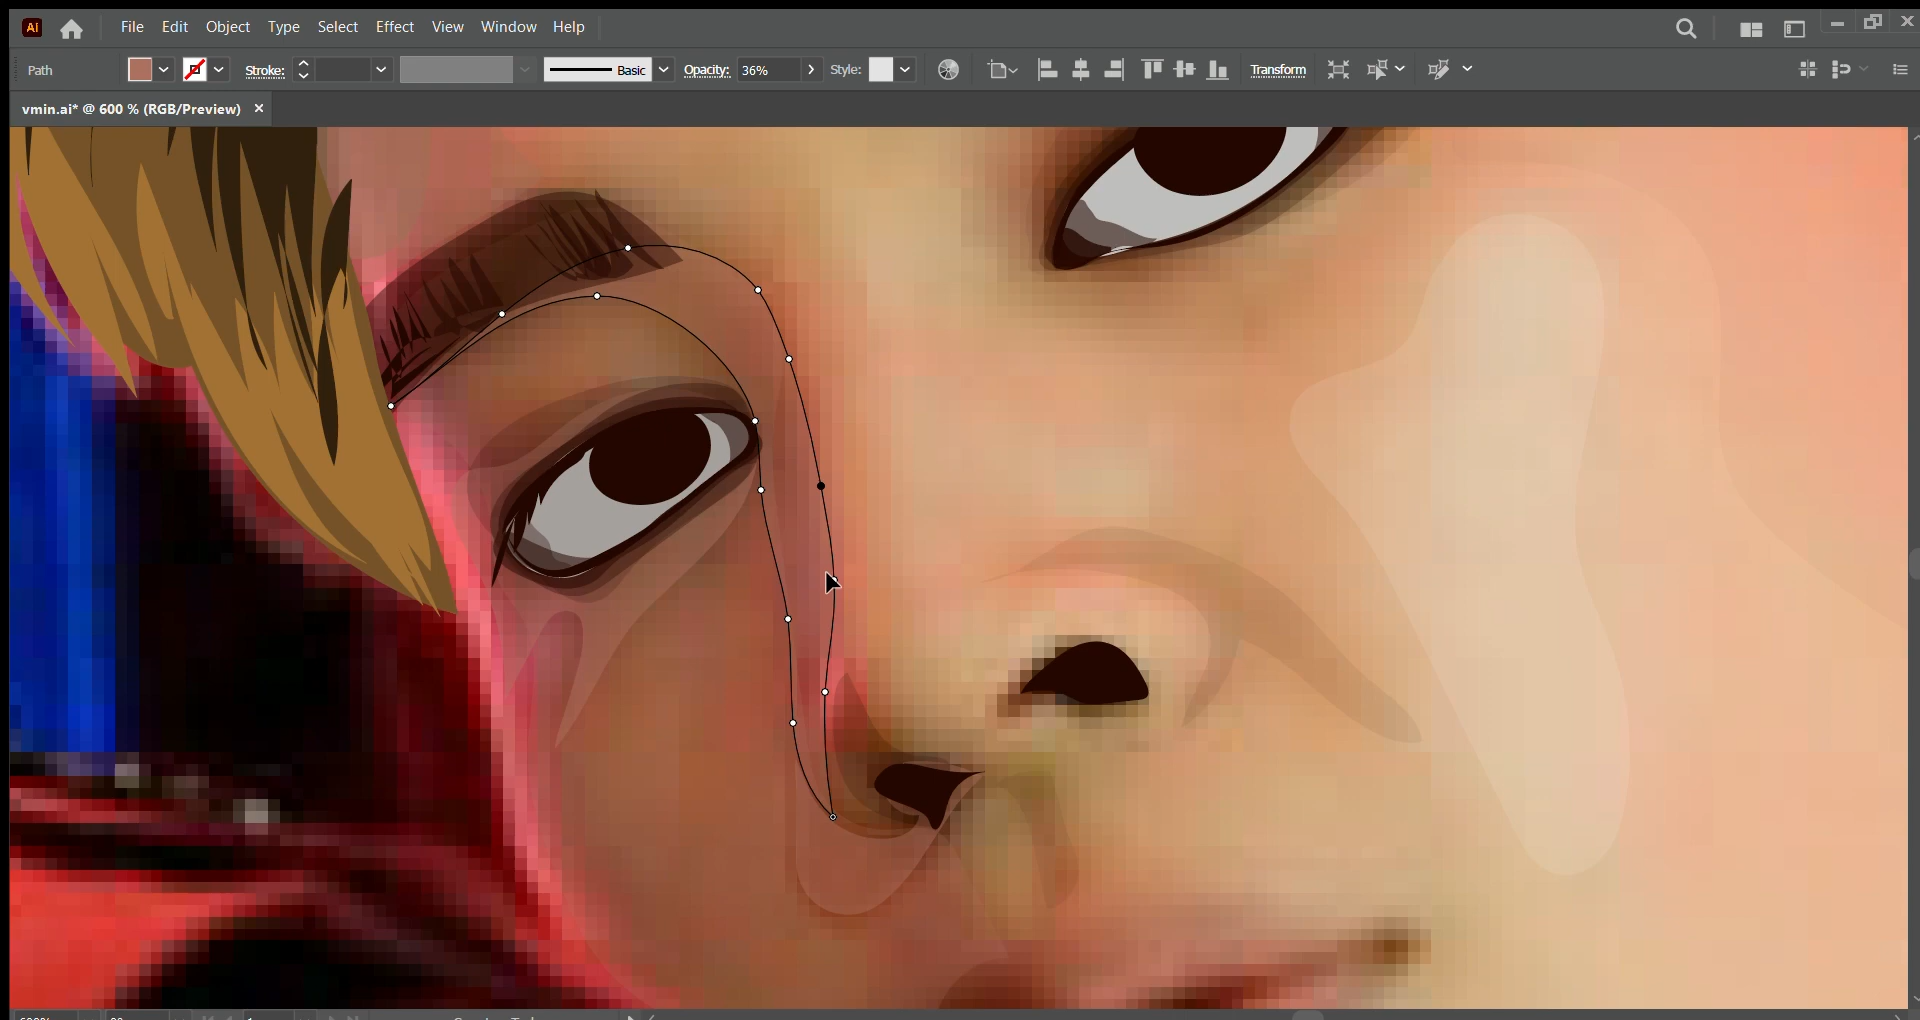 Ai File Edit Object Type Select Effect View Window Help
Path Stroke: Basic Opacity: 36% Style: Transform
vmin.ai* @ 600 % (RGB/Preview) ×